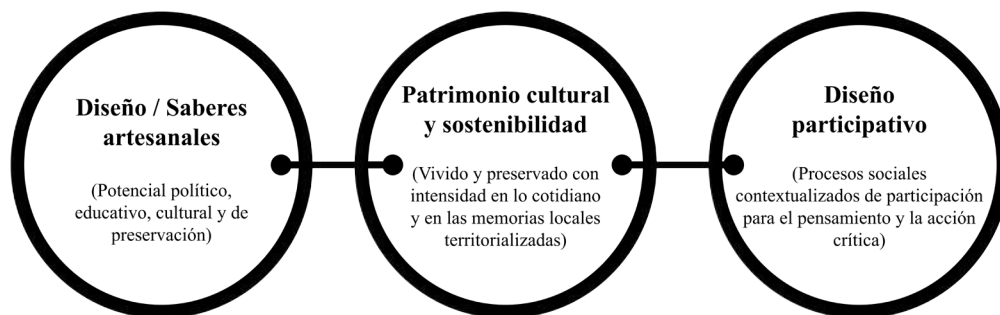 Diseño / Saberes
artesanales
(Potencial político,
educativo, cultural y de
preservación)
Patrimonio cultural
y sostenibilidad
(Vivido y preservado con
intensidad en lo cotidiano
y en las memorias locales
territorializadas)
Diseño
participativo
(Procesos sociales
contextualizados de participación
para el pensamiento y la acción
crítica)